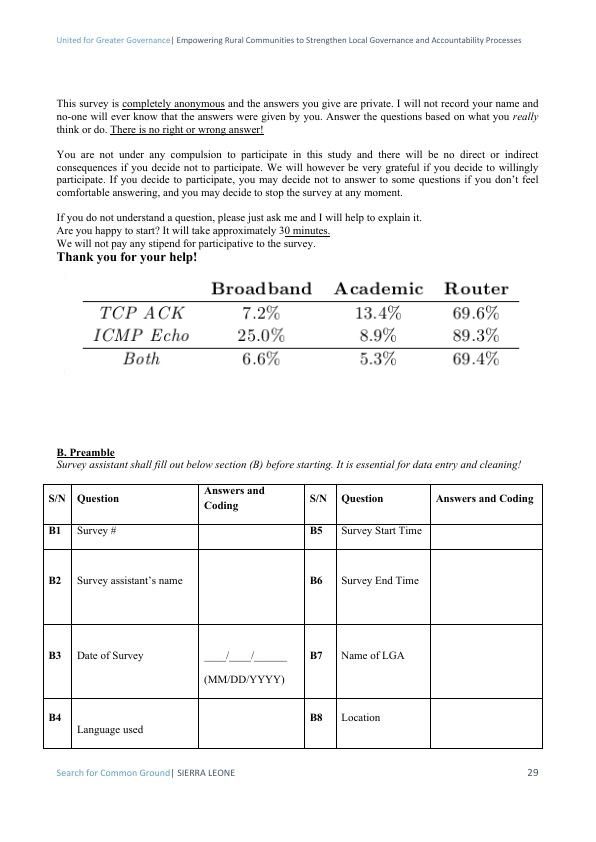 United for Greater Governance| Empowering Rural Communities to Strengthen Local Governance and Accountability Processes
This survey is completely anonymous and the answers you give are private. I will not record your name and
no-one will ever know that the answers were given by you. Answer the questions based on what you really
think or do. There is no right or wrong answer!
You are not under any compulsion to participate in this study and there will be no direct or indirect
consequences if you decide not to participate. We will however be very grateful if you decide to willingly
participate. If you decide to participate, you may decide not to answer to some questions if you don’t feel
comfortable answering, and you may decide to stop the survey at any moment.
If you do not understand a question, please just ask me and I will help to explain it.
Are you happy to start? It will take approximately 30 minutes.
We will not pay any stipend for participative to the survey.
Thank you for your help!
Broadband Academic Router
TCP ACK 7.2% 13.4% 69.6%
ICMP Echo 25.0% 8.9% 89.3%
Both 6.6% 5.3% 69.4%
B. Preamble
Survey assistant shall fill out below section (B) before starting. It is essential for data entry and cleaning!
S/N Question Answers and Coding S/N Question Answers and Coding
B1 Survey # B5 Survey Start Time
B2 Survey assistant’s name B6 Survey End Time
B3 Date of Survey ___/___/_____ B7 Name of LGA
(MM/DD/YYYY)
B4 Language used B8 Location
Search for Common Ground| SIERRA LEONE 29